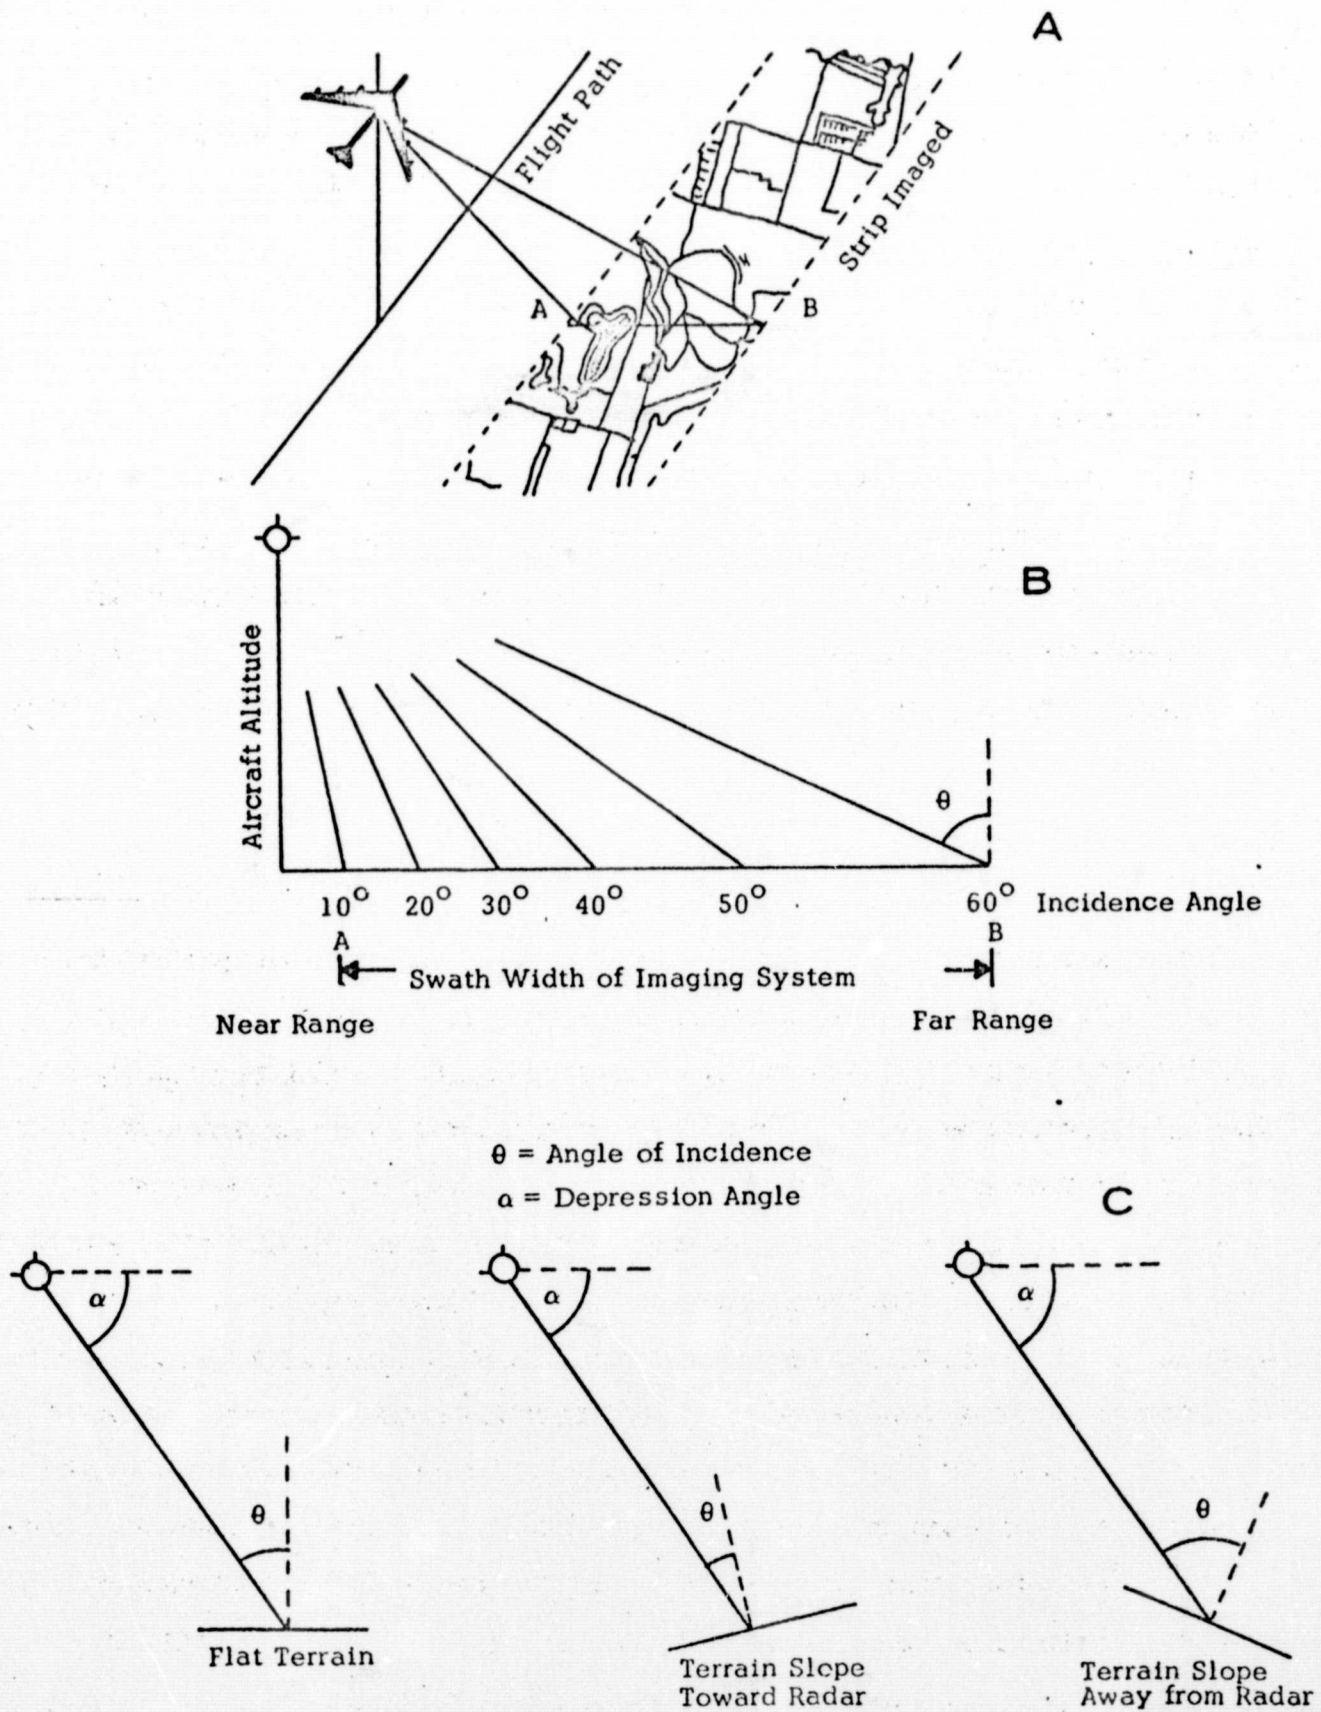 A
Flight Path
Strip Imaged
A
B
B
Aircraft Altitude
θ
10° 20° 30° 40° 50° 60° Incidence Angle
A
B
Swath Width of Imaging System
Near Range
Far Range
θ = Angle of Incidence
α = Depression Angle
C
α
α
α
θ
θ
θ
Flat Terrain
Terrain Slope
Toward Radar
Terrain Slope
Away from Radar